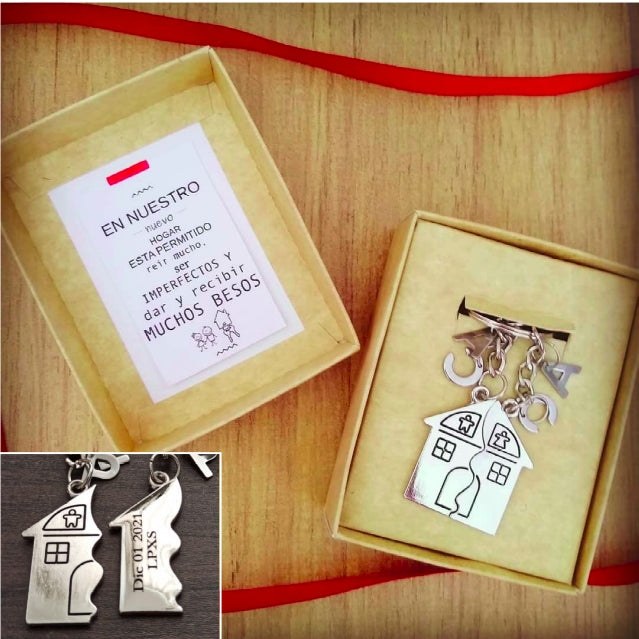 EN NUESTRO
nuevo
HOGAR
ESTA PERMITIDO
reir mucho,
ser
IMPERFECTOS Y
dar y recibir
MUCHOS BESOS
J A
A C
Dic 01 2021
LPXS